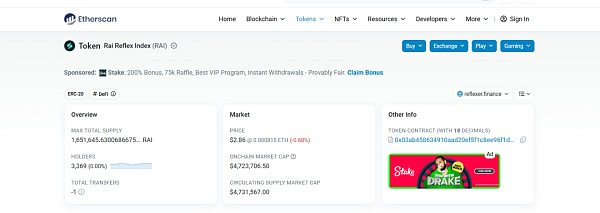 Etherscan
Home Blockchain Tokens NFTs Resources Developers More Sign In
Token Rai Reflex Index (RAI)
Buy Exchange Play Gaming
Sponsored: Stake: 200% Bonus, 75k Raffle, Best VIP Program, Instant Withdrawals - Provably Fair. Claim Bonus
ERC-20 # DeFi
reflexer.finance
Overview
MAX TOTAL SUPPLY
1,651,645.6300686675... RAI
HOLDERS
3,369 (0.00%)
TOTAL TRANSFERS
-1
Market
PRICE
$2.86 @ 0.000815 ETH (-0.68%)
ONCHAIN MARKET CAP
$4,723,706.50
CIRCULATING SUPPLY MARKET CAP
$4,731,567.00
Other Info
TOKEN CONTRACT (WITH 18 DECIMALS)
0x03ab458634910aad20ef5f1c8ee96f1d...
Ad
Stake
DRAKE